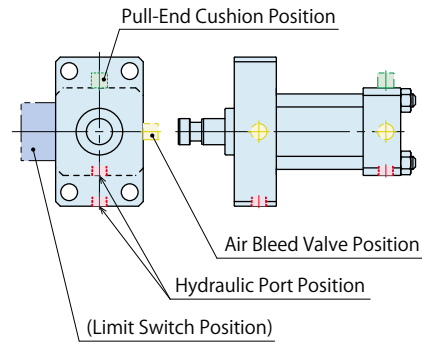 Pull-End Cushion Position
Air Bleed Valve Position
Hydraulic Port Position
(Limit Switch Position)